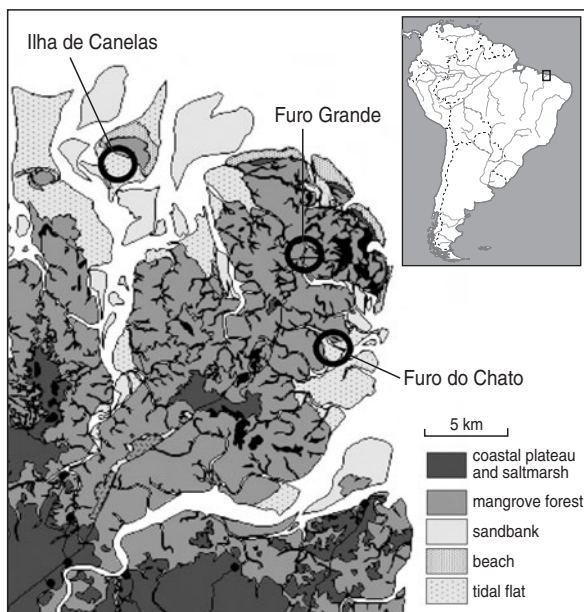 Ilha de Canelas
Furo Grande
Furo do Chato
5 km
coastal plateau
and saltmarsh
mangrove forest
sandbank
beach
tidal flat